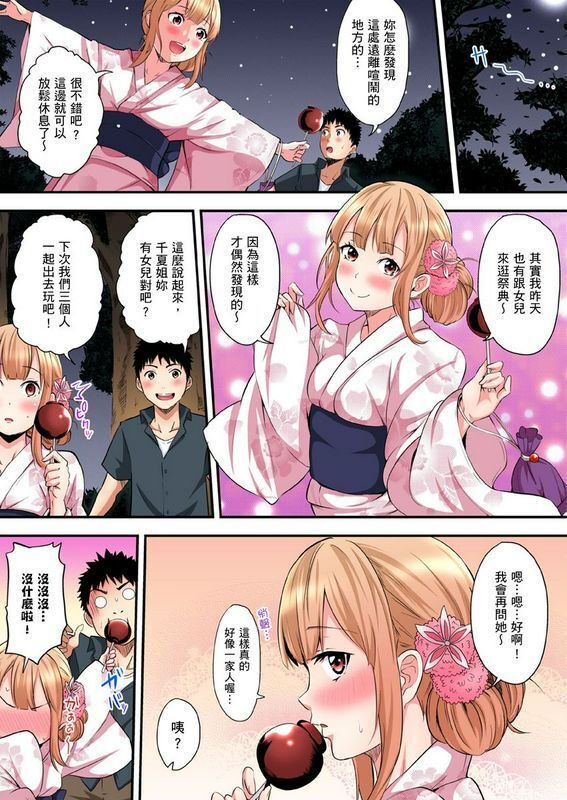 妳怎麼發現
這處遠離喧鬧的
地方的…
很不錯吧？
這邊就可以
放鬆休息了～
其實我昨天
也有跟女兒
來逛祭典～
因為這樣
才偶然發現的～
這麼說起來，
千夏姐妳
有女兒對吧？
下次我們三個人
一起出去玩吧！
嗯…嗯…好啊！
我會再問她～
悄聲…
這樣真的
好像一家人喔…
咦？
沒沒沒…
沒什麼啦！
かぁぁ～